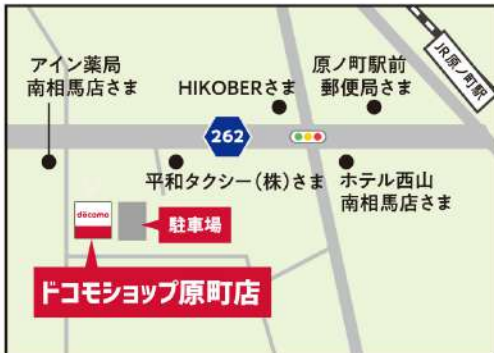 アイン薬局
南相馬店さま
HIKOBERさま
原ノ町駅前
郵便局さま
JR原ノ町駅
262
平和タクシー(株)さま
ホテル西山
南相馬店さま
döcomo
駐車場
ドコモショップ原町店